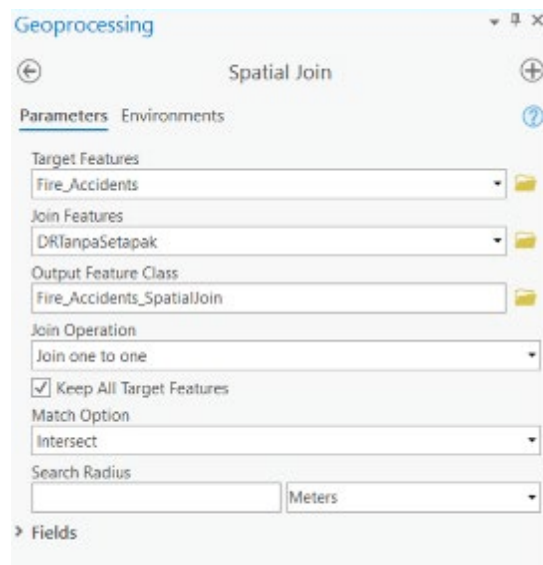 Geoprocessing
Spatial Join
Parameters Environments
Target Features
Fire_Accidents
Join Features
DRTanpaSetapak
Output Feature Class
Fire_Accidents_SpatialJoin
Join Operation
Join one to one
Keep All Target Features
Match Option
Intersect
Search Radius
Meters
Fields